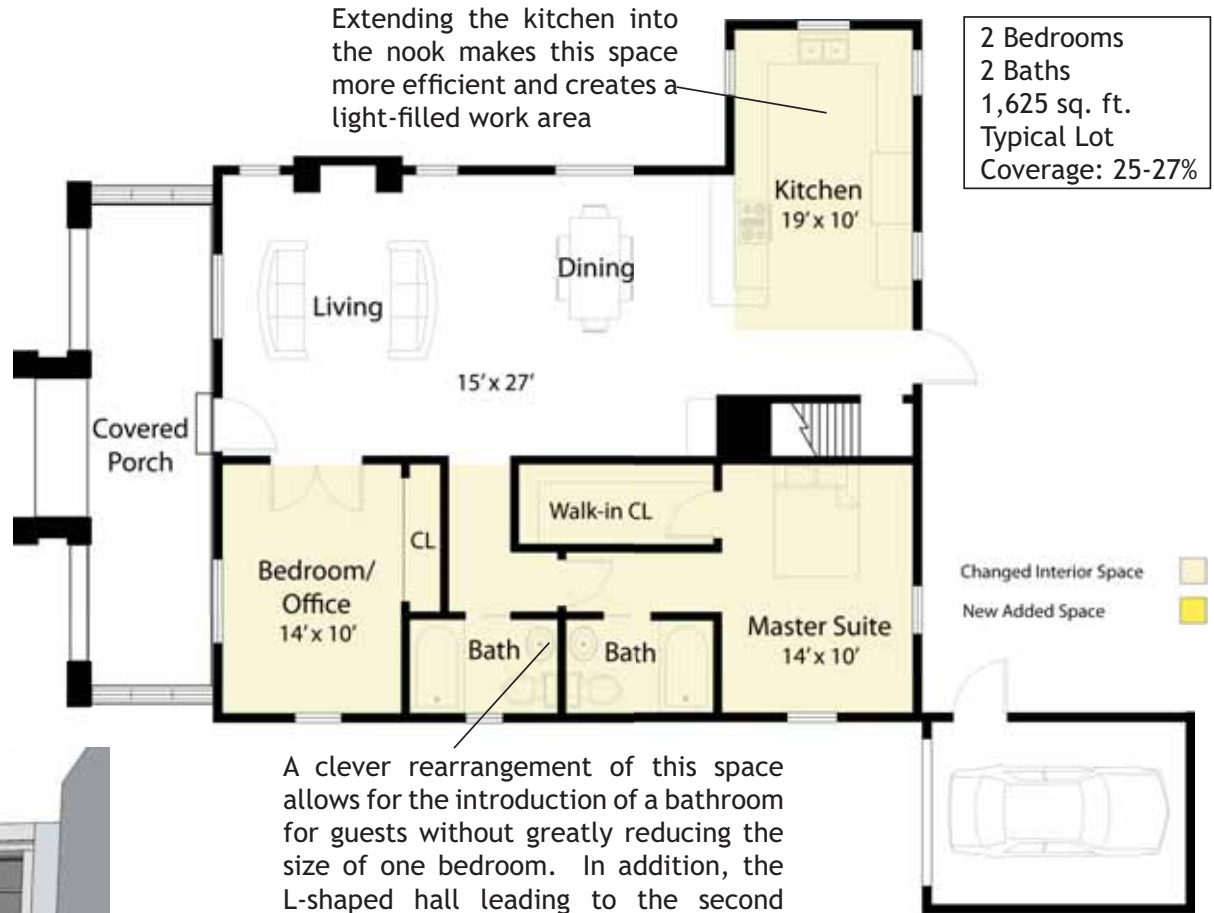 Extending the kitchen into
the nook makes this space
more efficient and creates a
light-filled work area
2 Bedrooms
2 Baths
1,625 sq. ft.
Typical Lot
Coverage: 25-27%
Kitchen
19' x 10'
Dining
Living
15' x 27'
Covered
Porch
Walk-in CL
CL
Bedroom/
Office
14' x 10'
Changed Interior Space
New Added Space
Master Suite
14' x 10'
Bath
Bath
A clever rearrangement of this space
allows for the introduction of a bathroom
for guests without greatly reducing the
size of one bedroom. In addition, the
L-shaped hall leading to the second